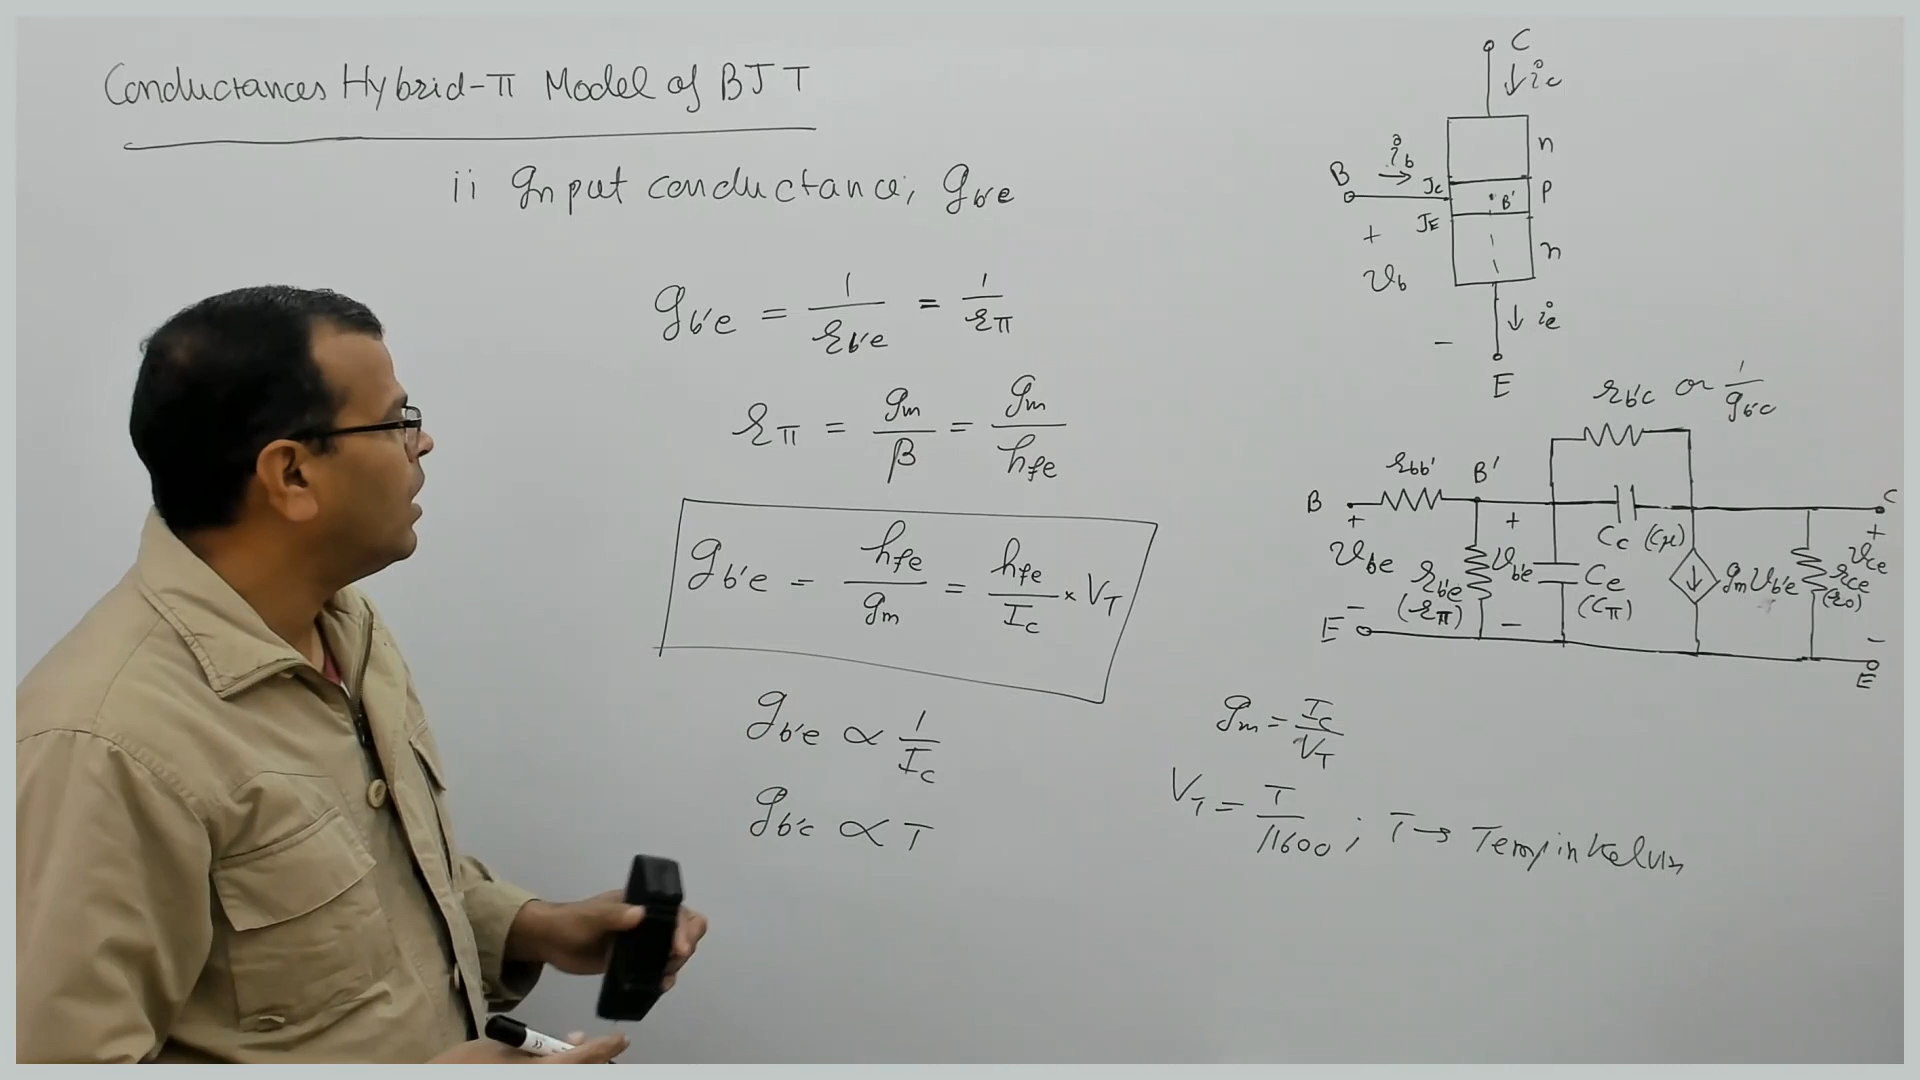 Conductances Hybrid-π Model of BJT
ii Input conductance, gb'e
gb'e = 1/rb'e = 1/rπ
rπ = gm/β = gm/hfe
gb'e = hfe/gm = hfe/Ic × VT
gb'e ∝ 1/Ic
gb'e ∝ T
C
ic
n
B
ib
Jc
B'
P
JE
n
+
vb
-
ie
E
rb'c or 1/gb'c
B
rbb'
B'
C
+
+
Cc (Cμ)
+
vbe
rb'e
(rπ)
vb'e
Ce
(Cπ)
gmvb'e
rce
(r0)
vce
-
-
-
E
E
gm = Ic/VT
VT = T/11600 ; T → Temp in Kelvin